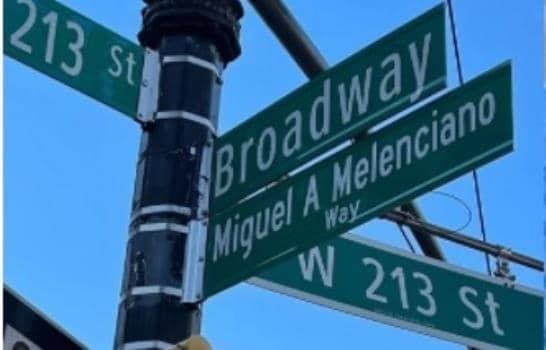 213 St
Broadway
Miguel A Melenciano
Way
W 213 St